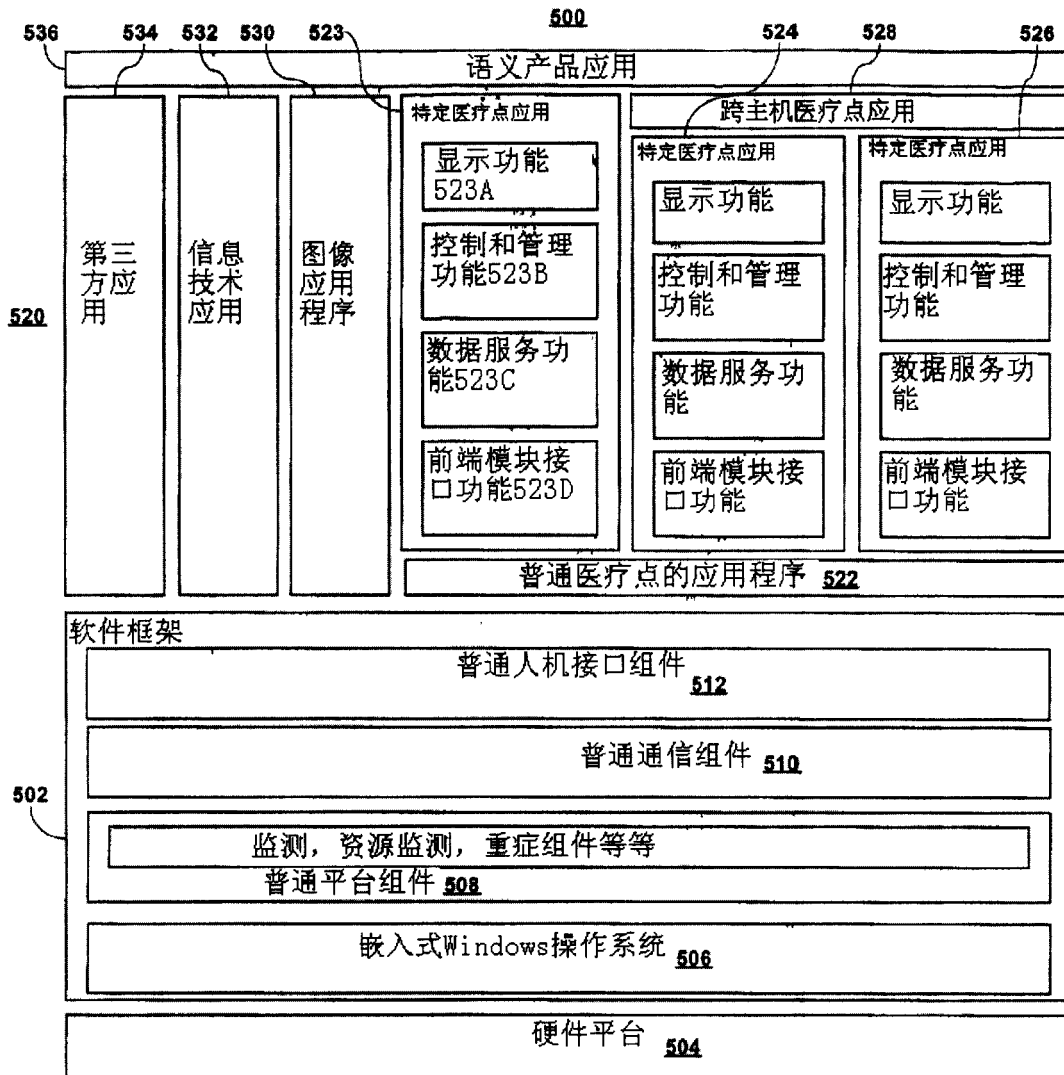 500
536 534 532 530 523 524 528 526
语义产品应用
520
第三
方应
用
信息
技术
应用
图像
应用
程序
特定医疗点应用
显示功能
523A
控制和管理
功能523B
数据服务功
能523C
前端模块接
口功能523D
跨主机医疗点应用
特定医疗点应用
显示功能
控制和管理
功能
数据服务功
能
前端模块接
口功能
特定医疗点应用
显示功能
控制和管理
功能
数据服务功
能
前端模块接
口功能
普通医疗点的应用程序 522
502
软件框架
普通人机接口组件 512
普通通信组件 510
监测，资源监测，重症组件等等
普通平台组件 508
嵌入式Windows操作系统 506
硬件平台 504